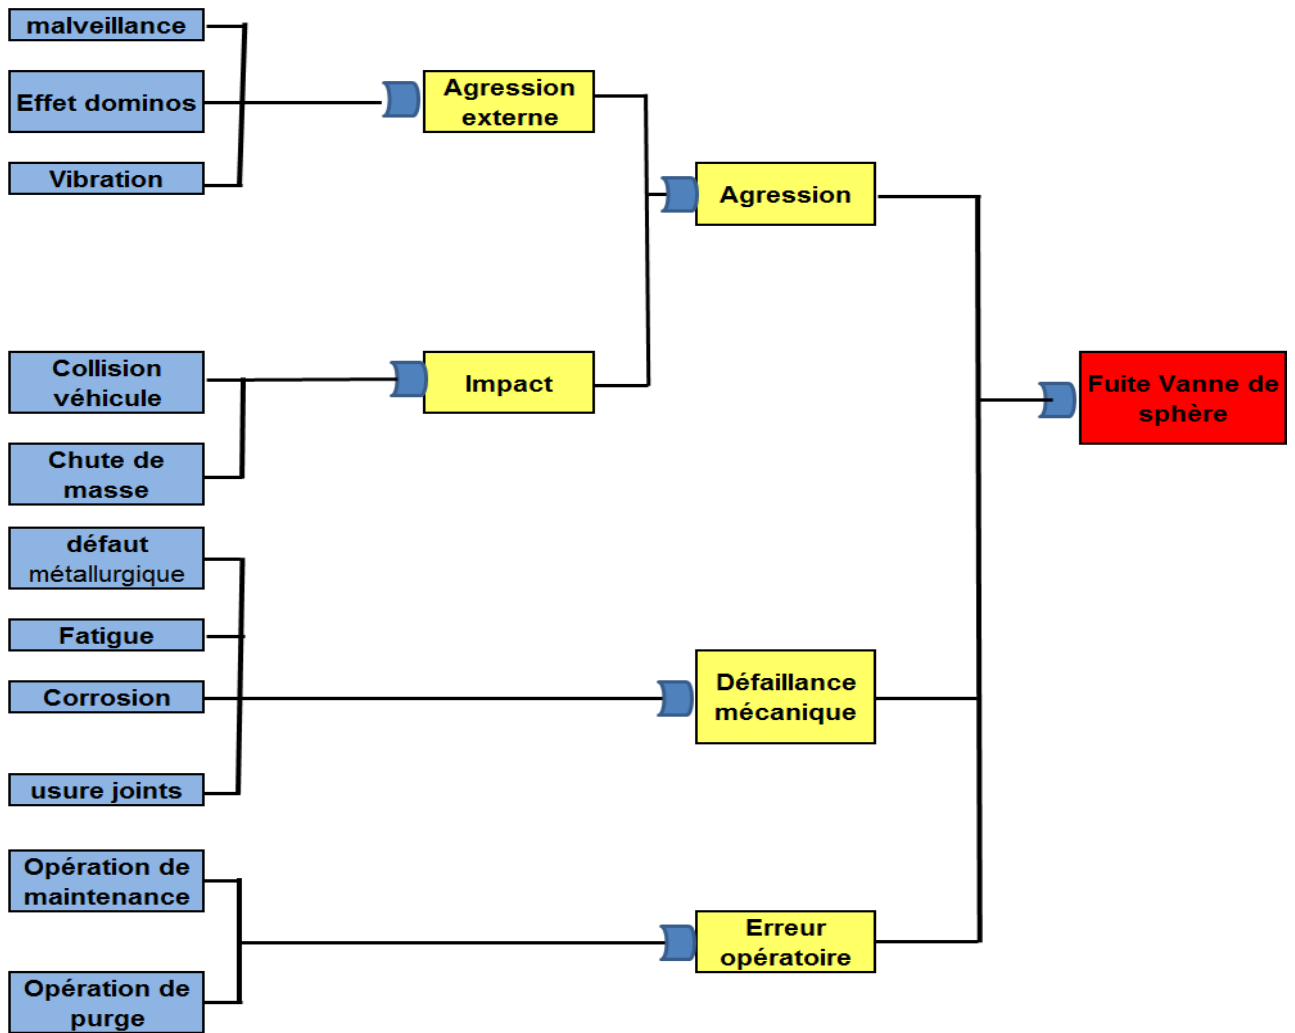 malveillance
Effet dominos
Vibration
Agression
externe
Agression
Collision
véhicule
Impact
Chute de
masse
Fuite Vanne de
sphère
défaut
métallurgique
Fatigue
Corrosion
usure joints
Défaillance
mécanique
Opération de
maintenance
Opération de
purge
Erreur
opératoire